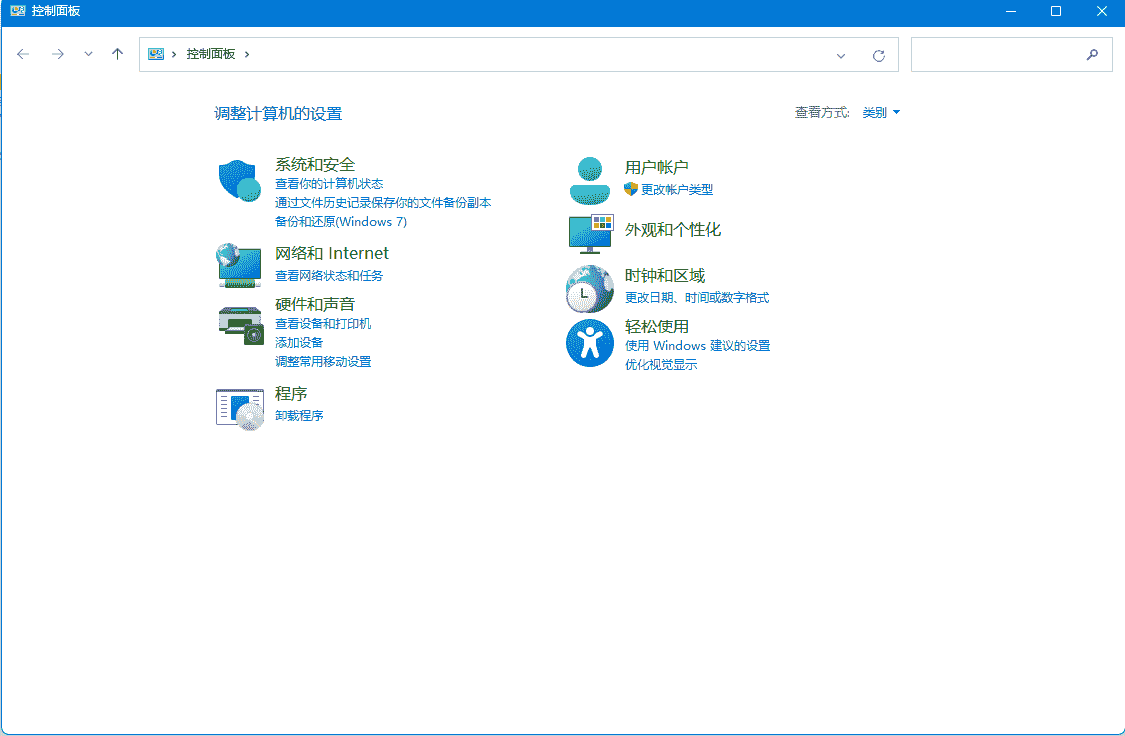 控制面板
控制面板
调整计算机的设置
查看方式: 类别
系统和安全
查看你的计算机状态
通过文件历史记录保存你的文件备份副本
备份和还原(Windows 7)
网络和 Internet
查看网络状态和任务
硬件和声音
查看设备和打印机
添加设备
调整常用移动设置
程序
卸载程序
用户帐户
更改帐户类型
外观和个性化
时钟和区域
更改日期、时间或数字格式
轻松使用
使用 Windows 建议的设置
优化视觉显示